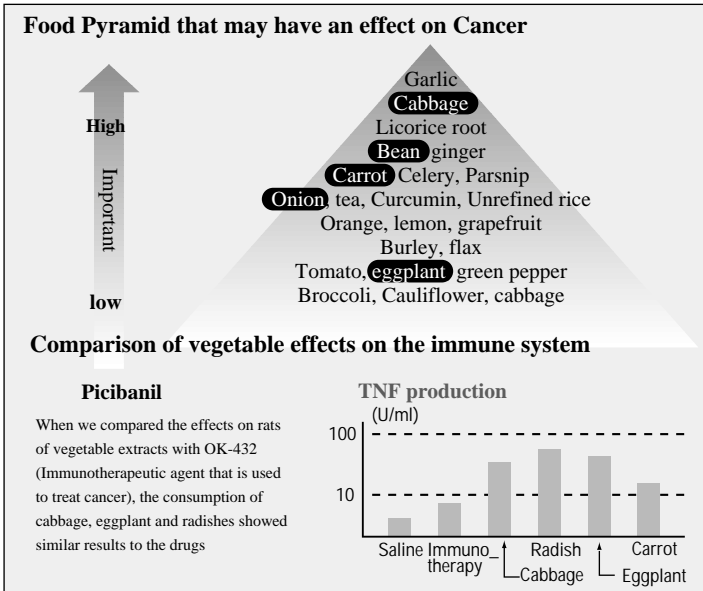 Food Pyramid that may have an effect on Cancer
High
Important
low
Garlic
Cabbage
Licorice root
Bean ginger
Carrot Celery, Parsnip
Onion, tea, Curcumin, Unrefined rice
Orange, lemon, grapefruit
Burley, flax
Tomato, eggplant green pepper
Broccoli, Cauliflower, cabbage
Comparison of vegetable effects on the immune system
Picibanil
When we compared the effects on rats
of vegetable extracts with OK-432
(Immunotherapeutic agent that is used
to treat cancer), the consumption of
cabbage, eggplant and radishes showed
similar results to the drugs
TNF production
(U/ml)
100
10
Saline Immuno_ Radish Carrot
therapy Cabbage Eggplant